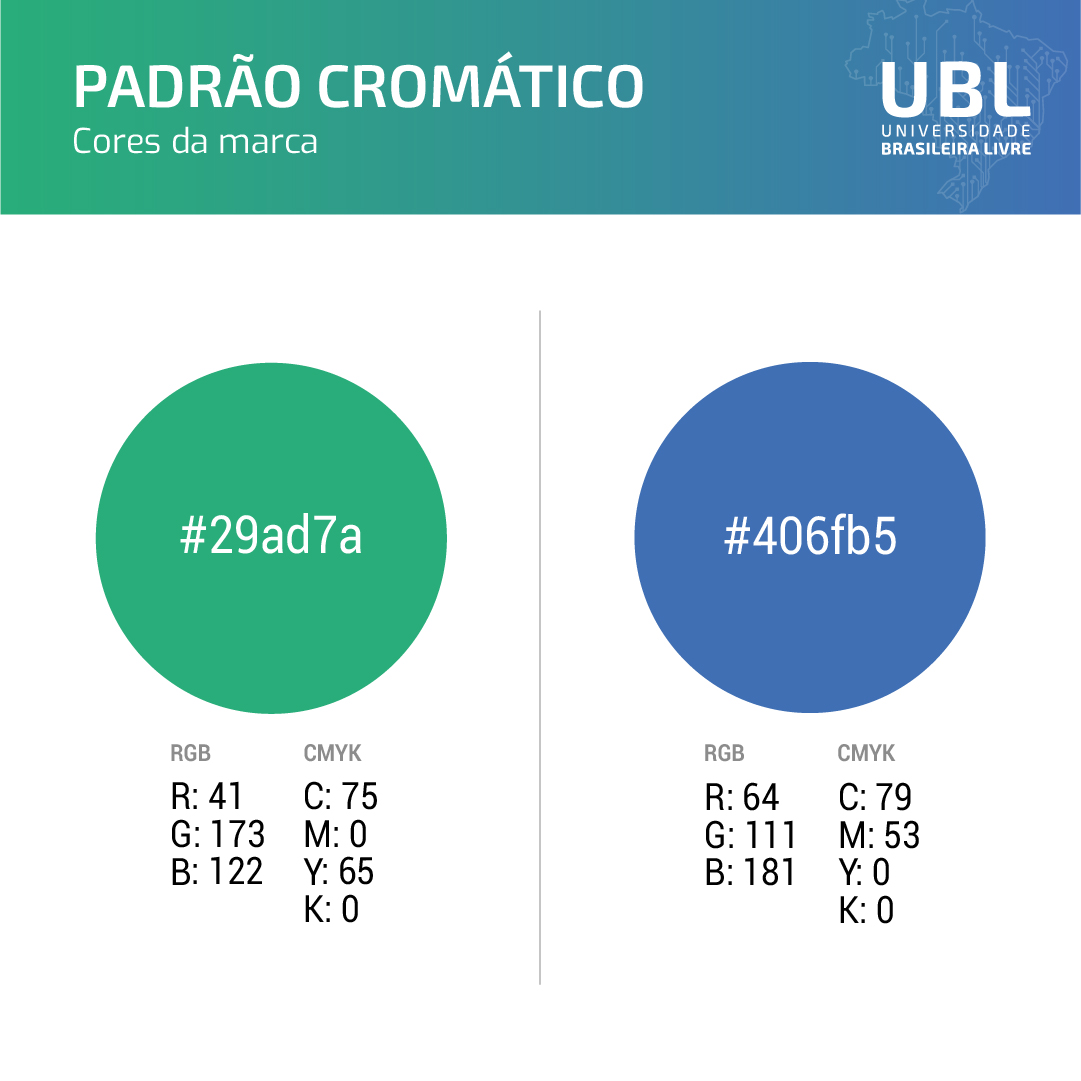 PADRÃO CROMÁTICO
Cores da marca
UBL
UNIVERSIDADE
BRASILEIRA LIVRE
#29ad7a
RGB
R: 41
G: 173
B: 122
CMYK
C: 75
M: 0
Y: 65
K: 0
#406fb5
RGB
R: 64
G: 111
B: 181
CMYK
C: 79
M: 53
Y: 0
K: 0